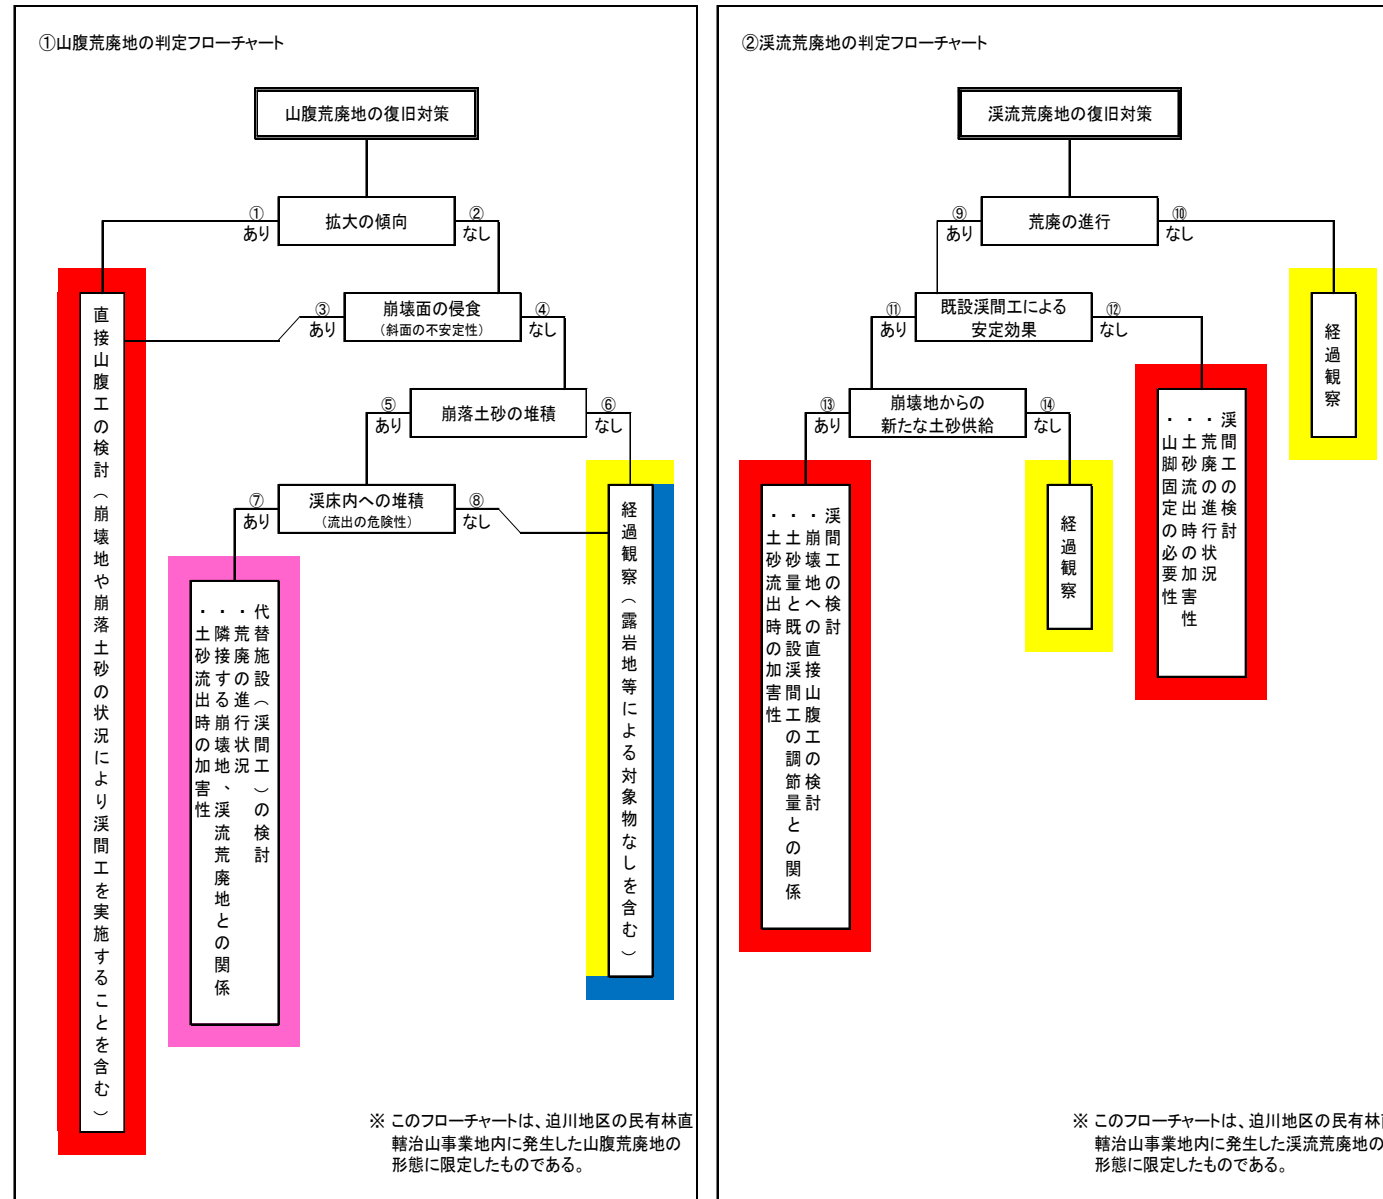 ①山腹荒廃地の判定フローチャート
山腹荒廃地の復旧対策
拡大の傾向
①
あり
②
なし
崩壊面の侵食
（斜面の不安定性）
③
あり
④
なし
崩落土砂の堆積
⑤
あり
⑥
なし
渓床内への堆積
（流出の危険性）
⑦
あり
⑧
なし
直接山腹工の検討（崩壊地や崩落土砂の状況により渓間工を実施することを含む）
代替施設（渓間工）の検討
・荒廃の進行状況
・隣接する崩壊地、渓流荒廃地との関係
・土砂流出時の加害性
経過観察（露岩地等による対象物なしを含む）
※ このフローチャートは、迫川地区の民有林直
轄治山事業地内に発生した山腹荒廃地の
形態に限定したものである。
②渓流荒廃地の判定フローチャート
渓流荒廃地の復旧対策
荒廃の進行
⑨
あり
⑩
なし
既設渓間工による
安定効果
⑪
あり
⑫
なし
崩壊地からの
新たな土砂供給
⑬
あり
⑭
なし
渓間工の検討
・崩壊地への直接山腹工の検討
・土砂量と既設渓間工の調節量との関係
・土砂流出時の加害性
経過観察
渓間工の検討
・荒廃の進行状況
・土砂流出時の加害性
・山脚固定の必要性
経過観察
※ このフローチャートは、迫川地区の民有林
轄治山事業地内に発生した渓流荒廃地の
形態に限定したものである。